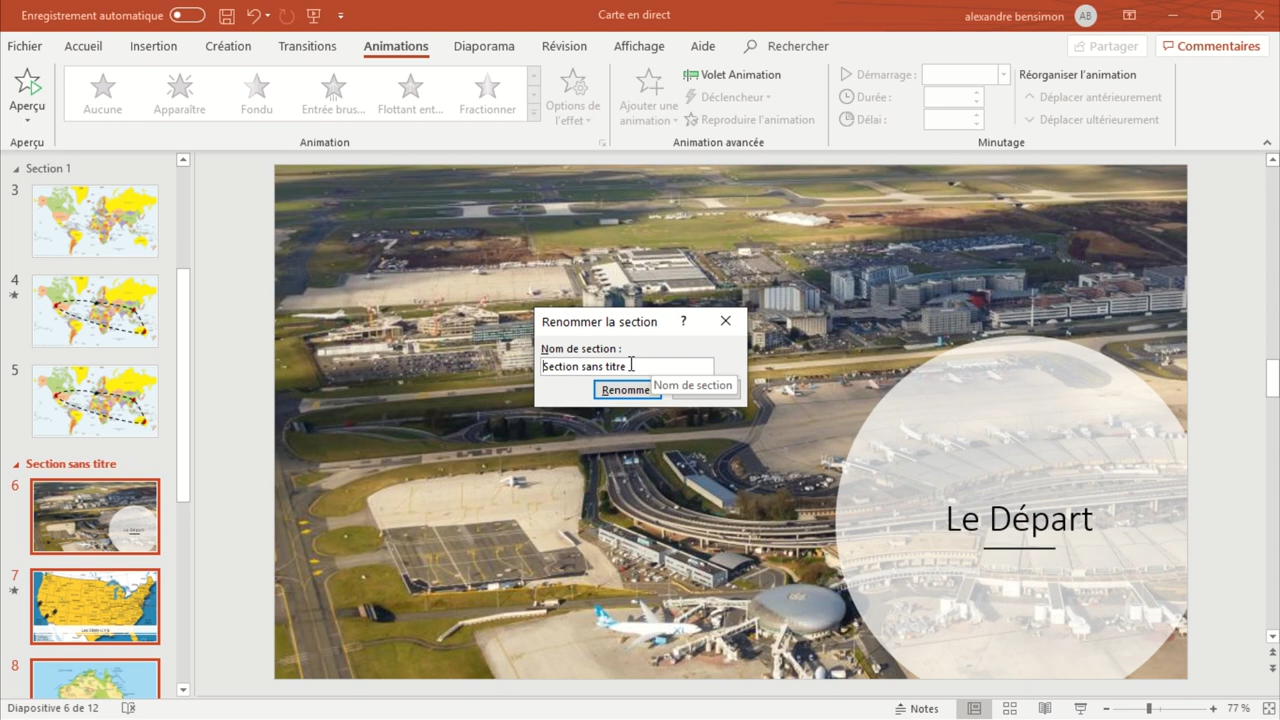 Enregistrement automatique
Carte en direct
alexandre bensimon
AB
Fichier
Accueil
Insertion
Création
Transitions
Animations
Diaporama
Révision
Affichage
Aide
Rechercher
Partager
Commentaires
Aperçu
Aucune
Apparaître
Fondu
Entrée brus...
Flottant ent...
Fractionner
Options de
l'effet
Ajouter une
animation
Volet Animation
Déclencheur
Reproduire l'animation
Démarrage :
Durée :
Délai :
Réorganiser l'animation
Déplacer antérieurement
Déplacer ultérieurement
Aperçu
Animation
Animation avancée
Minutage
Section 1
3
4
5
Section sans titre
6
Le Départ
7
8
Renommer la section
?
Nom de section :
Section sans titre
Renomme
Nom de section
Le Départ
Diapositive 6 de 12
Notes
77 %